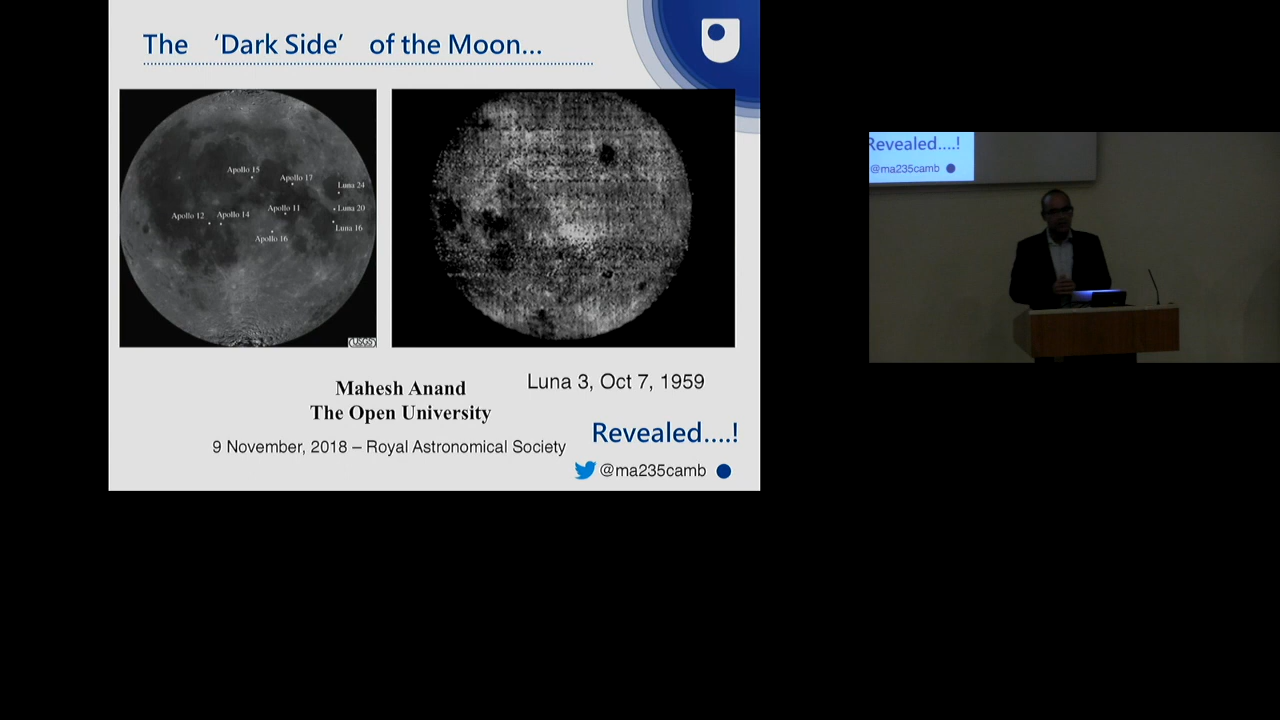 The ‘Dark Side’ of the Moon...
Apollo 15
Apollo 17
Luna 24
Apollo 12
Apollo 14
Apollo 11
Luna 20
Luna 16
Apollo 16
USGS
Luna 3, Oct 7, 1959
Mahesh Anand
The Open University
9 November, 2018 – Royal Astronomical Society
Revealed....!
@ma235camb
Revealed....!
@ma235camb